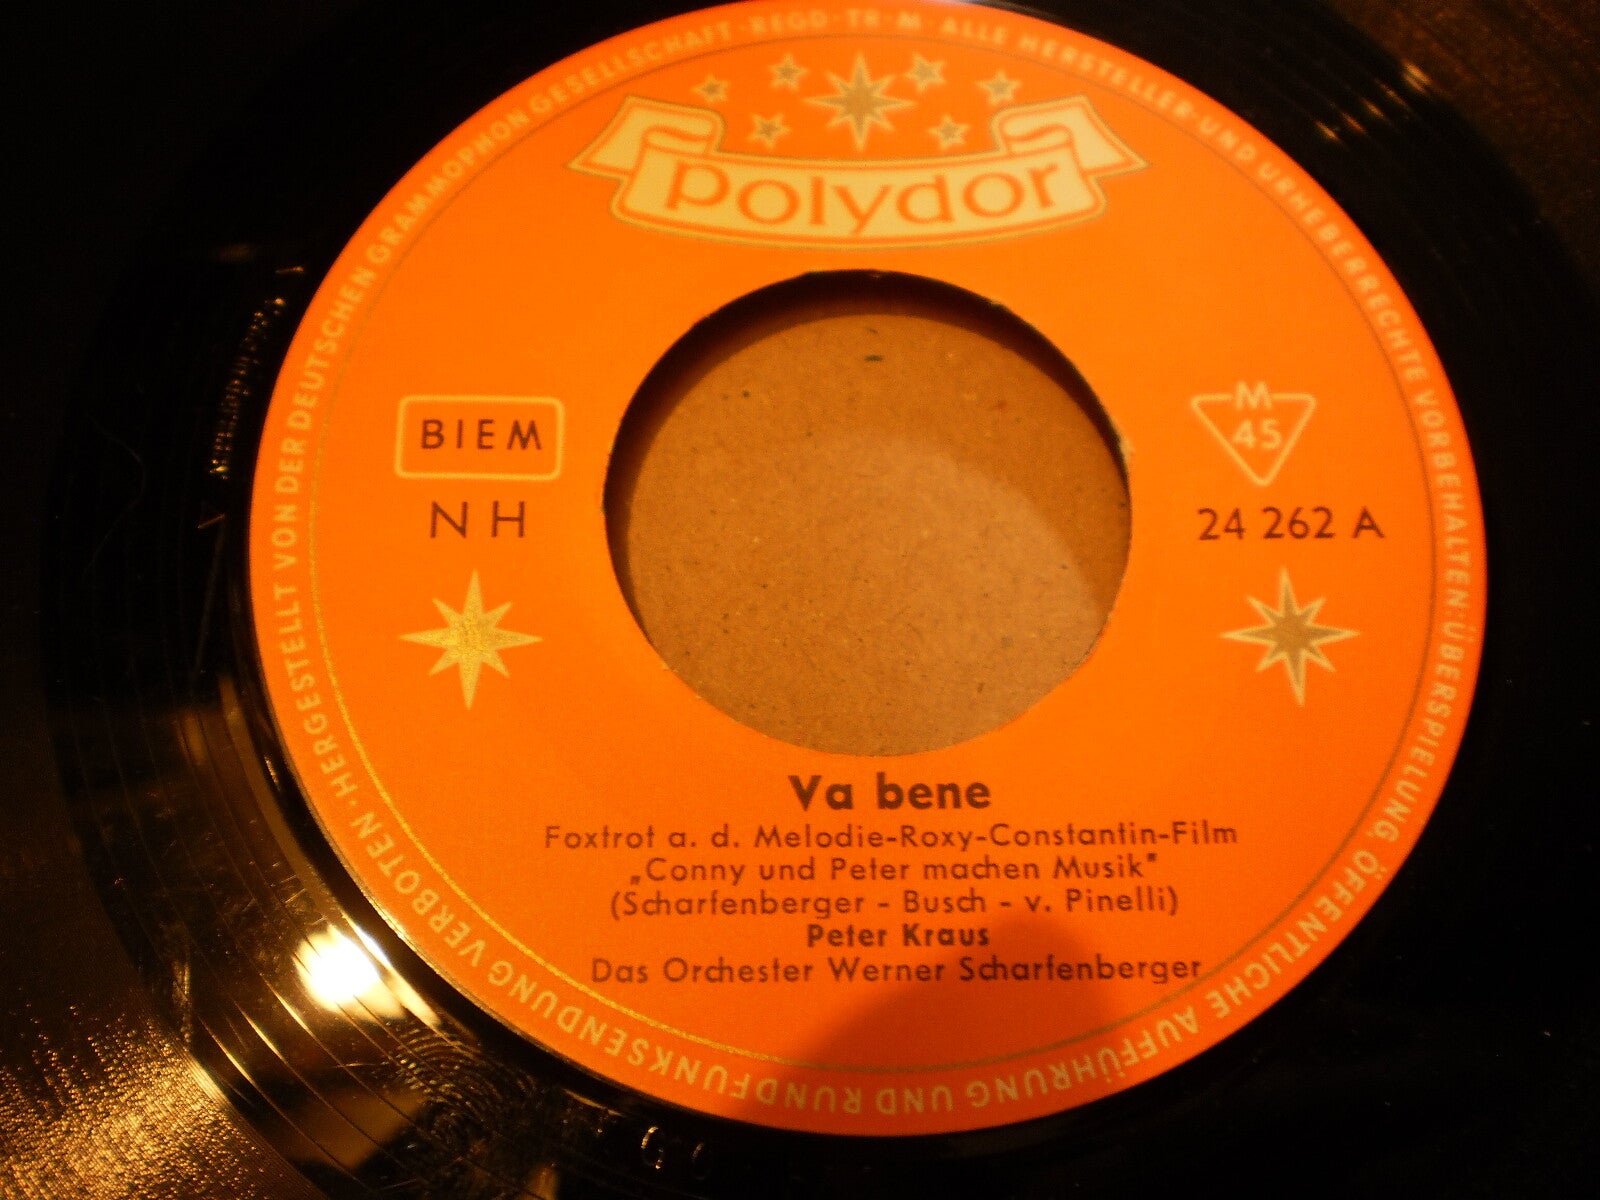 HERGESTELLT VON DER DEUTSCHEN GRAMMOPHON GESELLSCHAFT · REGD · TR · M · ALLE HERSTELLER- UND URHEBERRECHTE VORBEHALTEN · ÜBERSPIELUNG, ÖFFENTLICHE AUFFÜHRUNG UND RUNDFUNKSENDUNG VERBOTEN ·
polydor
BIEM
NH
M
45
24 262 A
Va bene
Foxtrot a. d. Melodie-Roxy-Constantin-Film
„Conny und Peter machen Musik"
(Scharfenberger - Busch - v. Pinelli)
Peter Kraus
Das Orchester Werner Scharfenberger